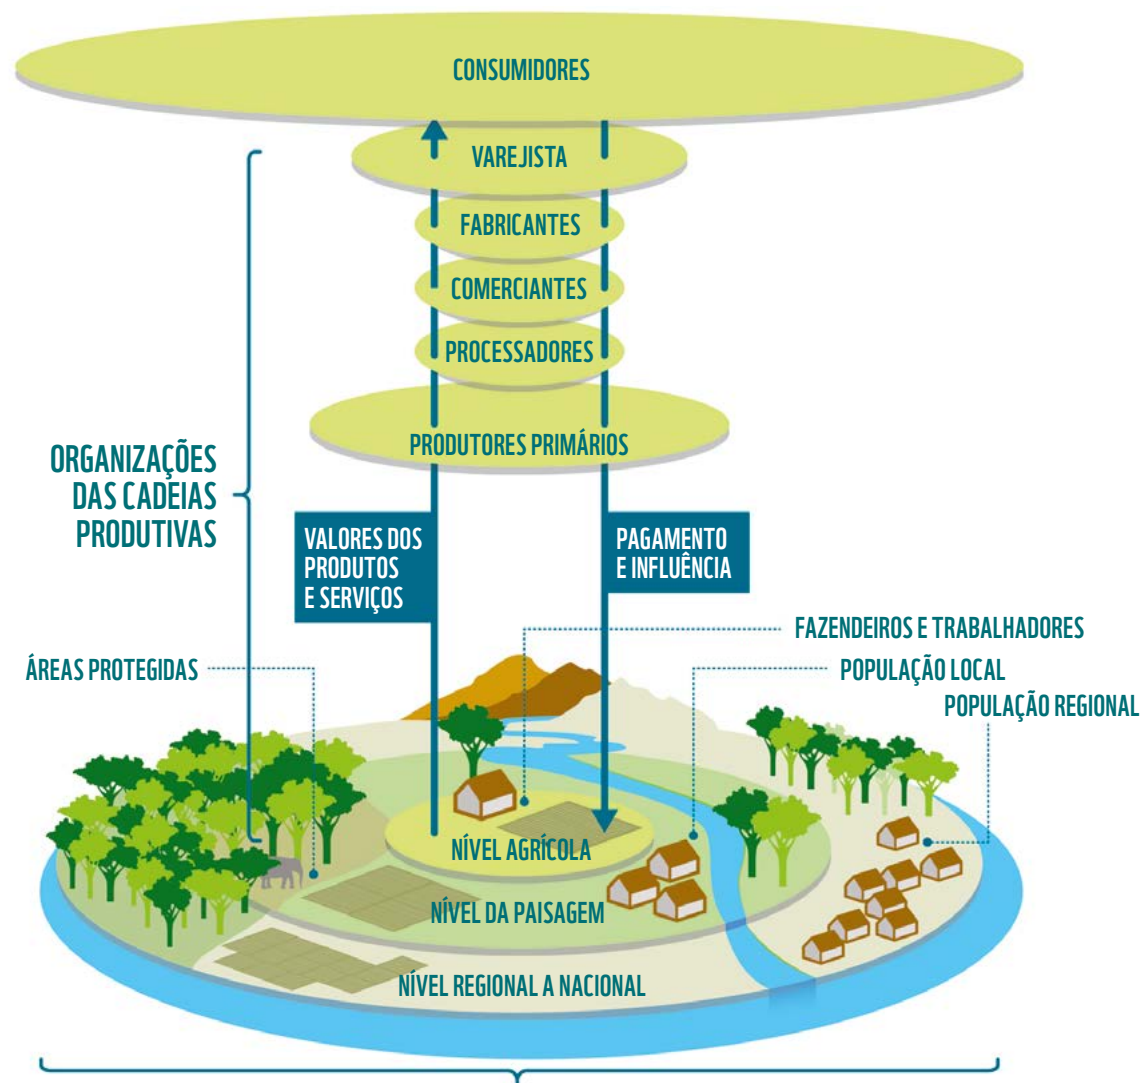 CONSUMIDORES
VAREJISTA
FABRICANTES
COMERCIANTES
PROCESSADORES
PRODUTORES PRIMÁRIOS
ORGANIZAÇÕES
DAS CADEIAS
PRODUTIVAS
VALORES DOS
PRODUTOS
E SERVIÇOS
PAGAMENTO
E INFLUÊNCIA
FAZENDEIROS E TRABALHADORES
ÁREAS PROTEGIDAS
POPULAÇÃO LOCAL
POPULAÇÃO REGIONAL
NÍVEL AGRÍCOLA
NÍVEL DA PAISAGEM
NÍVEL REGIONAL A NACIONAL